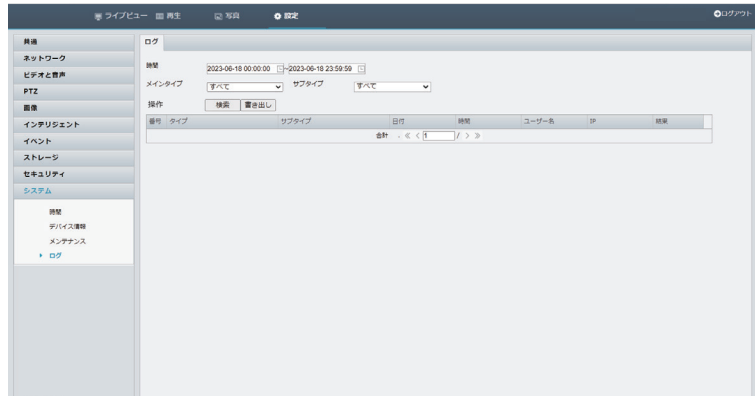 ライブビュー 再生 写真 設定 ログアウト
共通
ネットワーク
ビデオと音声
PTZ
画像
インテリジェント
イベント
ストレージ
セキュリティ
システム
時間
デバイス情報
メンテナンス
ログ
ログ
時間 2023-06-18 00:00:00 ~ 2023-06-18 23:59:59
メインタイプ すべて サブタイプ すべて
操作 検索 書き出し
番号 タイプ サブタイプ 日付 時間 ユーザー名 IP 結果
合計 . ≪ < 1 / > ≫